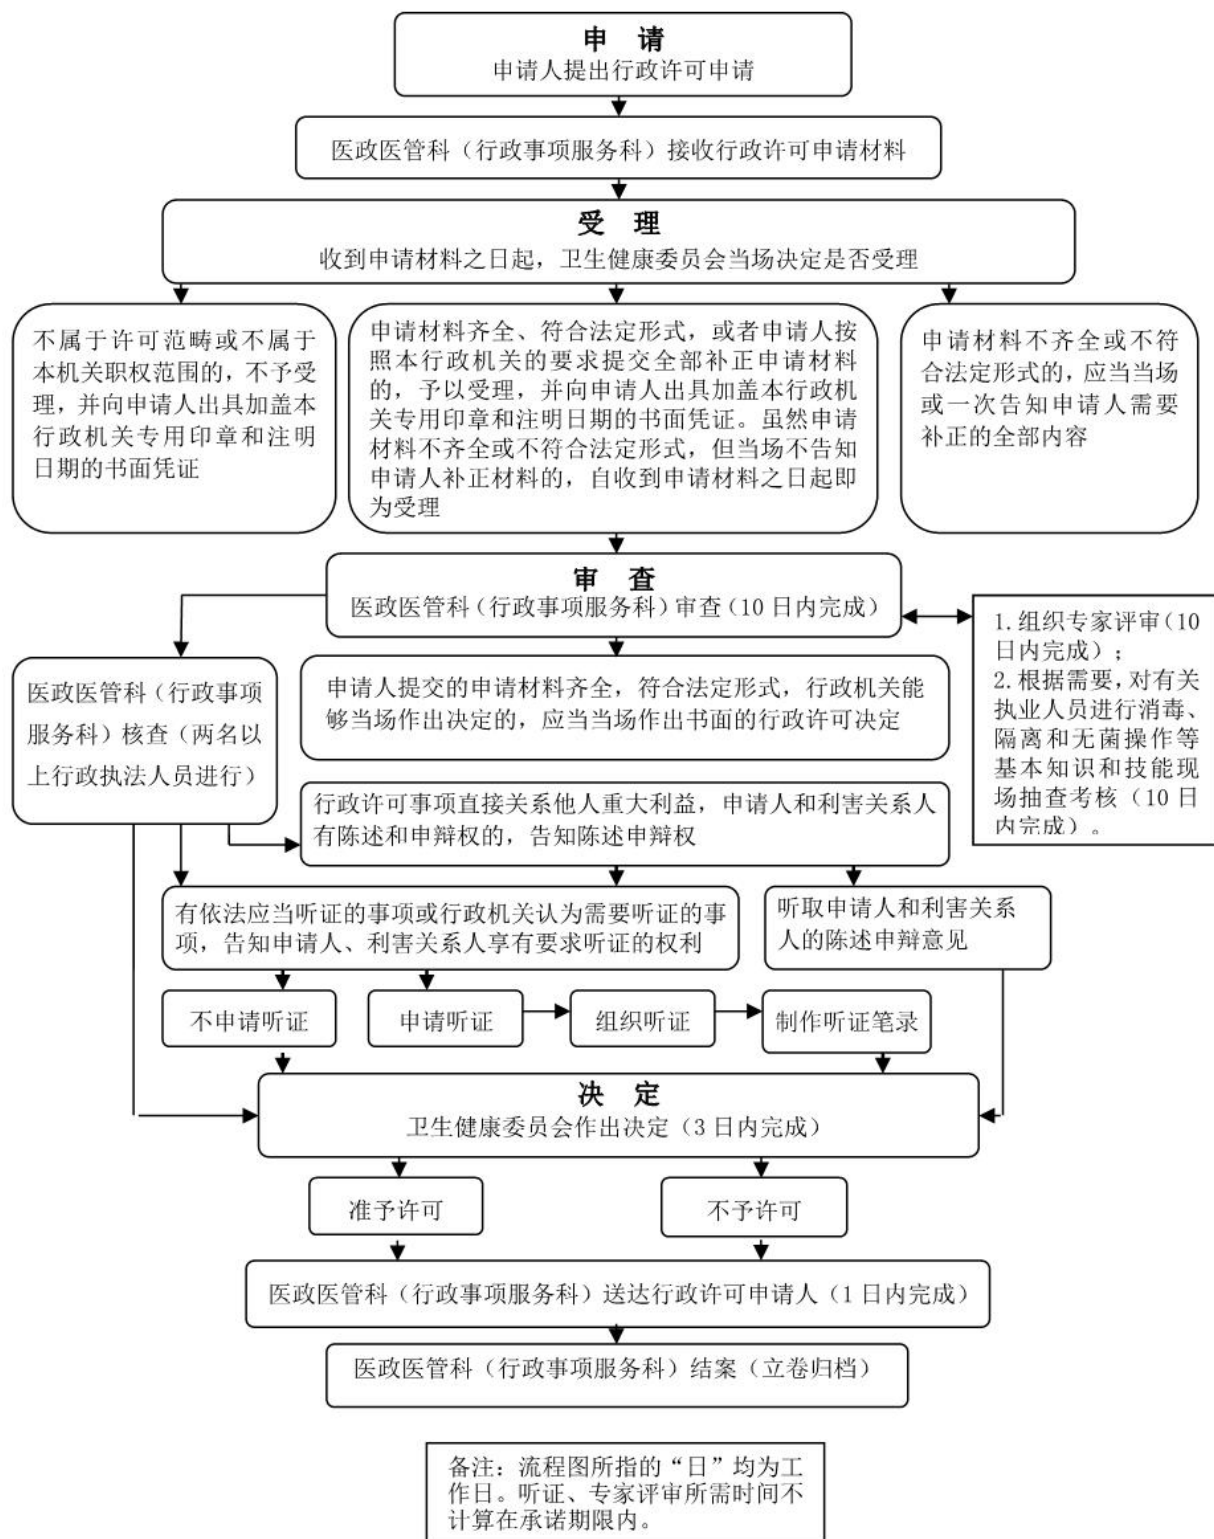 申 请
申请人提出行政许可申请
医政医管科（行政事项服务科）接收行政许可申请材料
受 理
收到申请材料之日起，卫生健康委员会当场决定是否受理
不属于许可范畴或不属于
本机关职权范围的，不予受
理，并向申请人出具加盖本
行政机关专用印章和注明
日期的书面凭证
申请材料齐全、符合法定形式，或者申请人按
照本行政机关的要求提交全部补正申请材料
的，予以受理，并向申请人出具加盖本行政机
关专用印章和注明日期的书面凭证。虽然申请
材料不齐全或不符合法定形式，但当场不告知
申请人补正材料的，自收到申请材料之日起即
为受理
申请材料不齐全或不符
合法定形式的，应当当场
或一次告知申请人需要
补正的全部内容
审 查
医政医管科（行政事项服务科）审查（10 日内完成）
1.组织专家评审（10
日内完成）；
2.根据需要，对有关
执业人员进行消毒、
隔离和无菌操作等
基本知识和技能现
场抽查考核（10 日
内完成）。
医政医管科（行政事项
服务科）核查（两名以
上行政执法人员进行）
申请人提交的申请材料齐全，符合法定形式，行政机关能
够当场作出决定的，应当当场作出书面的行政许可决定
行政许可事项直接关系他人重大利益，申请人和利害关系人
有陈述和申辩权的，告知陈述申辩权
有依法应当听证的事项或行政机关认为需要听证的事
项，告知申请人、利害关系人享有要求听证的权利
听取申请人和利害关系
人的陈述申辩意见
不申请听证
申请听证
组织听证
制作听证笔录
决 定
卫生健康委员会作出决定（3 日内完成）
准予许可
不予许可
医政医管科（行政事项服务科）送达行政许可申请人（1 日内完成）
医政医管科（行政事项服务科）结案（立卷归档）
备注：流程图所指的“日”均为工
作日。听证、专家评审所需时间不
计算在承诺期限内。